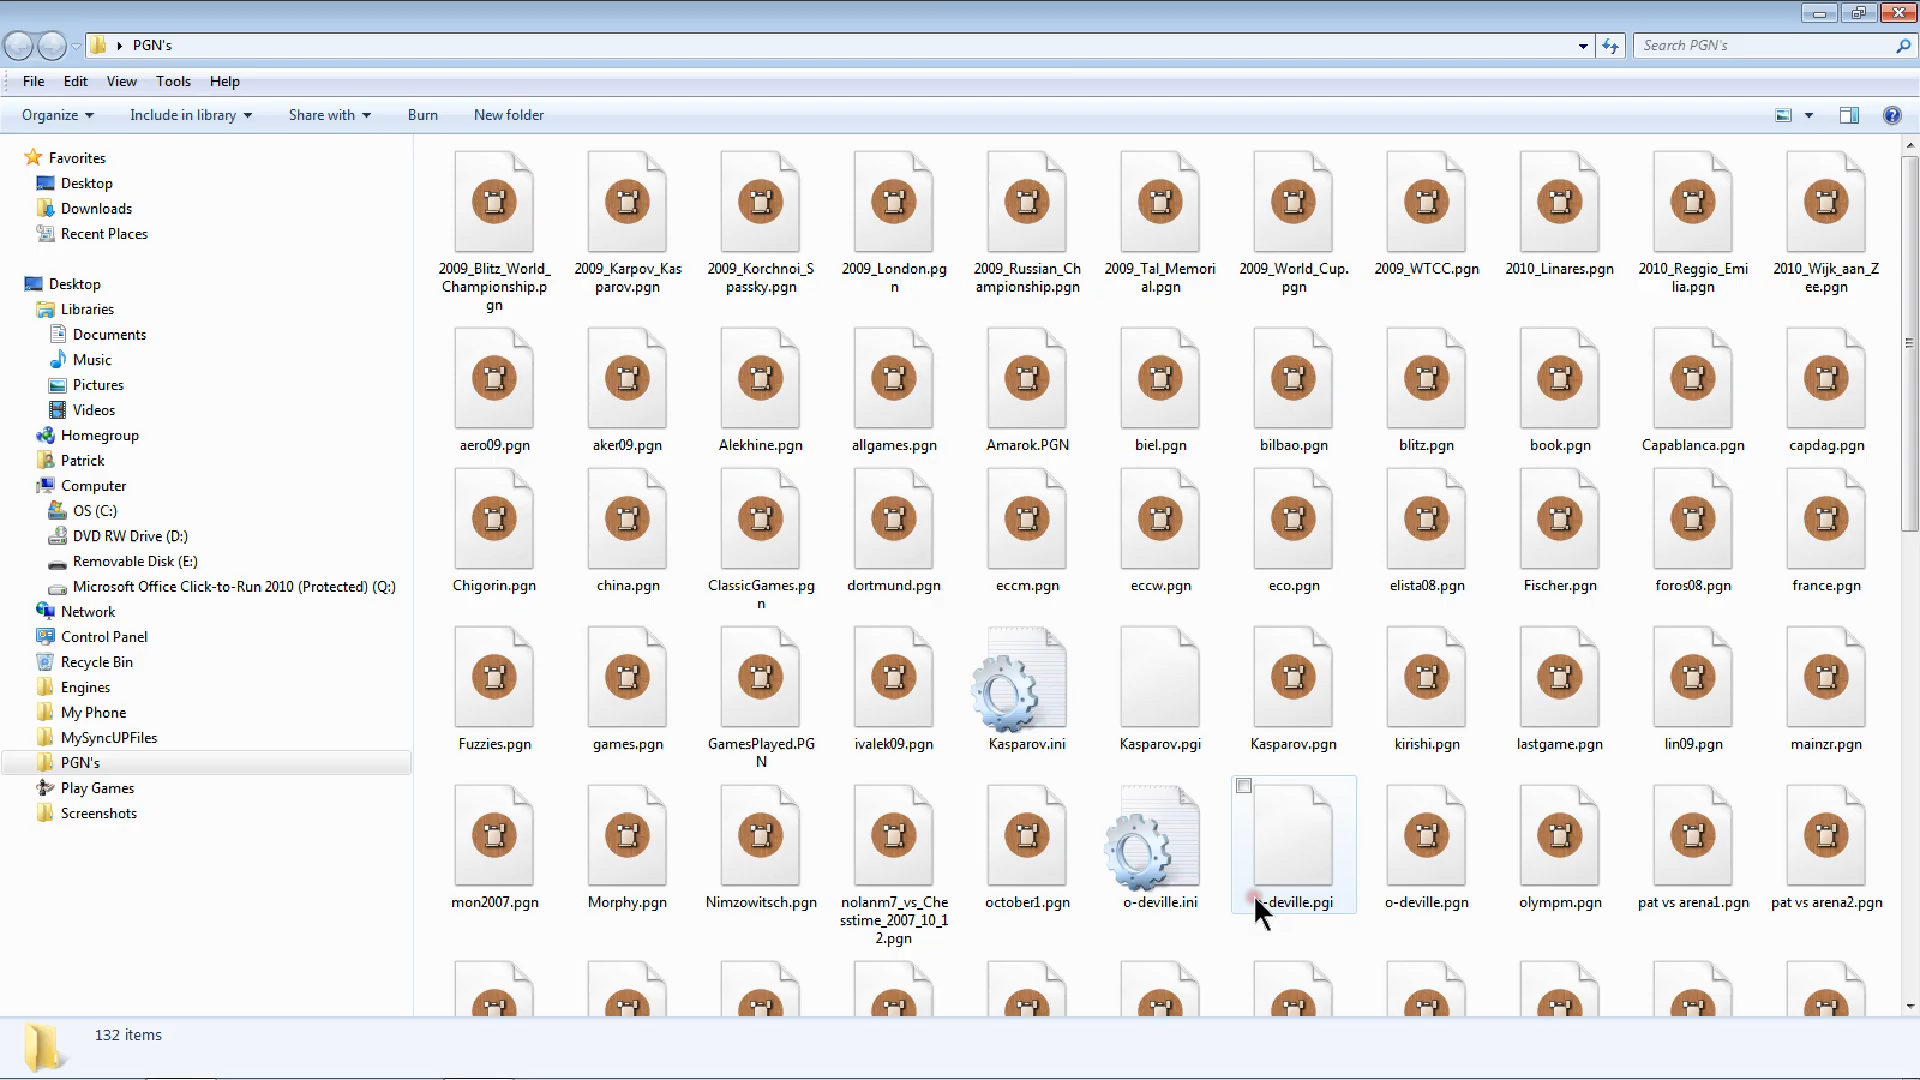 PGN's
Search PGN's
File Edit View Tools Help
Organize Include in library Share with Burn New folder
Favorites
Desktop
Downloads
Recent Places
Desktop
Libraries
Documents
Music
Pictures
Videos
Homegroup
Patrick
Computer
OS (C:)
DVD RW Drive (D:)
Removable Disk (E:)
Microsoft Office Click-to-Run 2010 (Protected) (Q:)
Network
Control Panel
Recycle Bin
Engines
My Phone
MySyncUPFiles
PGN's
Play Games
Screenshots
2009_Blitz_World_
Championship.p
gn
2009_Karpov_Kas
parov.pgn
2009_Korchnoi_S
passky.pgn
2009_London.pg
n
2009_Russian_Ch
ampionship.pgn
2009_Tal_Memori
al.pgn
2009_World_Cup.
pgn
2009_WTCC.pgn
2010_Linares.pgn
2010_Reggio_Emi
lia.pgn
2010_Wijk_aan_Z
ee.pgn
aero09.pgn
aker09.pgn
Alekhine.pgn
allgames.pgn
Amarok.PGN
biel.pgn
bilbao.pgn
blitz.pgn
book.pgn
Capablanca.pgn
capdag.pgn
Chigorin.pgn
china.pgn
ClassicGames.pg
n
dortmund.pgn
eccm.pgn
eccw.pgn
eco.pgn
elista08.pgn
Fischer.pgn
foros08.pgn
france.pgn
Fuzzies.pgn
games.pgn
GamesPlayed.PG
N
ivalek09.pgn
Kasparov.ini
Kasparov.pgi
Kasparov.pgn
kirishi.pgn
lastgame.pgn
lin09.pgn
mainzr.pgn
mon2007.pgn
Morphy.pgn
Nimzowitsch.pgn
nolanm7_vs_Che
sstime_2007_10_1
2.pgn
october1.pgn
o-deville.ini
-deville.pgi
o-deville.pgn
olympm.pgn
pat vs arena1.pgn
pat vs arena2.pgn
132 items